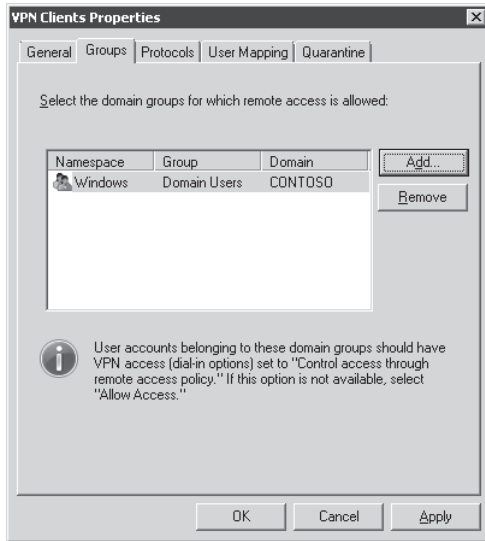 VPN Clients Properties
General Groups Protocols User Mapping Quarantine
Select the domain groups for which remote access is allowed:
Namespace Group Domain
Windows Domain Users CONTOSO
Add...
Remove
User accounts belonging to these domain groups should have
VPN access (dial-in options) set to "Control access through
remote access policy." If this option is not available, select
"Allow Access."
OK Cancel Apply